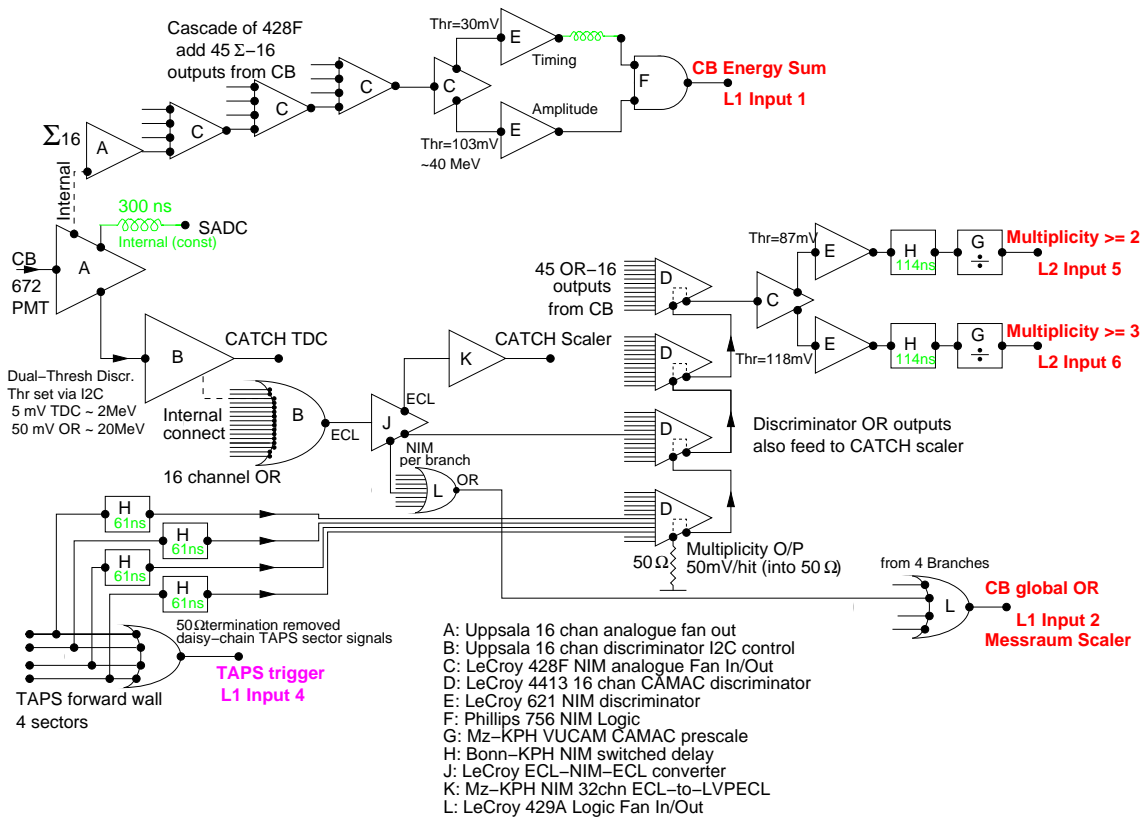 Cascade of 428F
add 45 Σ−16
outputs from CB
Thr=30mV
E
Timing
C
C
C
C
F
CB Energy Sum
L1 Input 1
Σ16
A
Thr=103mV
~40 MeV
E
Amplitude
Internal
300 ns
Internal (const)
SADC
CB
672
PMT
A
B
CATCH TDC
Dual−Thresh Discr.
Thr set via I2C
5 mV TDC ~ 2MeV
50 mV OR ~ 20MeV
Internal
connect
B
ECL
16 channel OR
K
CATCH Scaler
ECL
J
NIM
per branch
L
OR
45 OR−16
outputs
from CB
D
D
D
D
C
Thr=87mV
E
H
114ns
G
÷
Multiplicity >= 2
L2 Input 5
Thr=118mV
E
H
114ns
G
÷
Multiplicity >= 3
L2 Input 6
Discriminator OR outputs
also feed to CATCH scaler
50Ω
Multiplicity O/P
50mV/hit (into 50 Ω)
H
61ns
H
61ns
H
61ns
H
61ns
from 4 Branches
L
CB global OR
L1 Input 2
Messraum Scaler
50Ωtermination removed
daisy−chain TAPS sector signals
TAPS trigger
L1 Input 4
TAPS forward wall
4 sectors
A: Uppsala 16 chan analogue fan out
B: Uppsala 16 chan discriminator I2C control
C: LeCroy 428F NIM analogue Fan In/Out
D: LeCroy 4413 16 chan CAMAC discriminator
E: LeCroy 621 NIM discriminator
F: Phillips 756 NIM Logic
G: Mz−KPH VUCAM CAMAC prescale
H: Bonn−KPH NIM switched delay
J: LeCroy ECL−NIM−ECL converter
K: Mz−KPH NIM 32chn ECL−to−LVPECL
L: LeCroy 429A Logic Fan In/Out